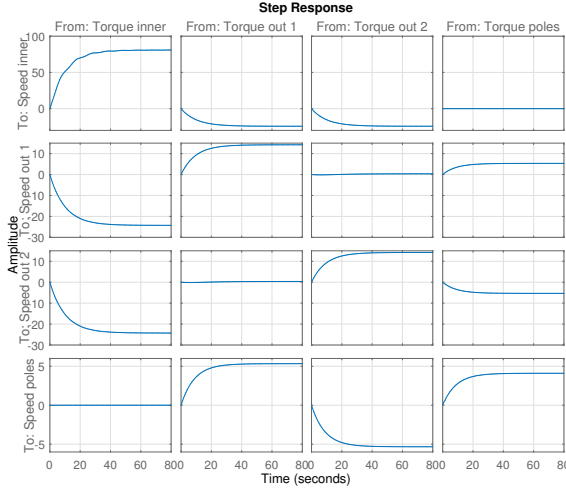 Step Response
From: Torque inner From: Torque out 1 From: Torque out 2 From: Torque poles
To: Speed inner
100
50
0
To: Speed out 1
10
0
-10
-20
-30
Amplitude
To: Speed out 2
10
0
-10
-20
-30
To: Speed poles
5
0
-5
0 20 40 60 80 0 20 40 60 80 0 20 40 60 80 0 20 40 60 80
Time (seconds)